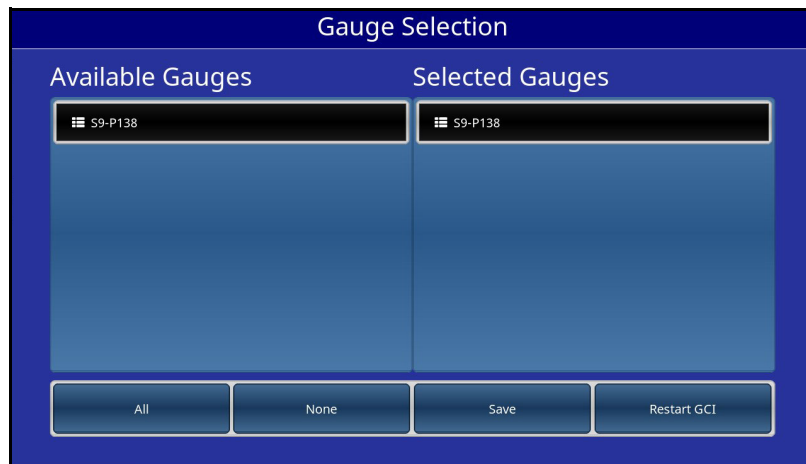 Gauge Selection
Available Gauges
Selected Gauges
S9-P138
S9-P138
All
None
Save
Restart GCI